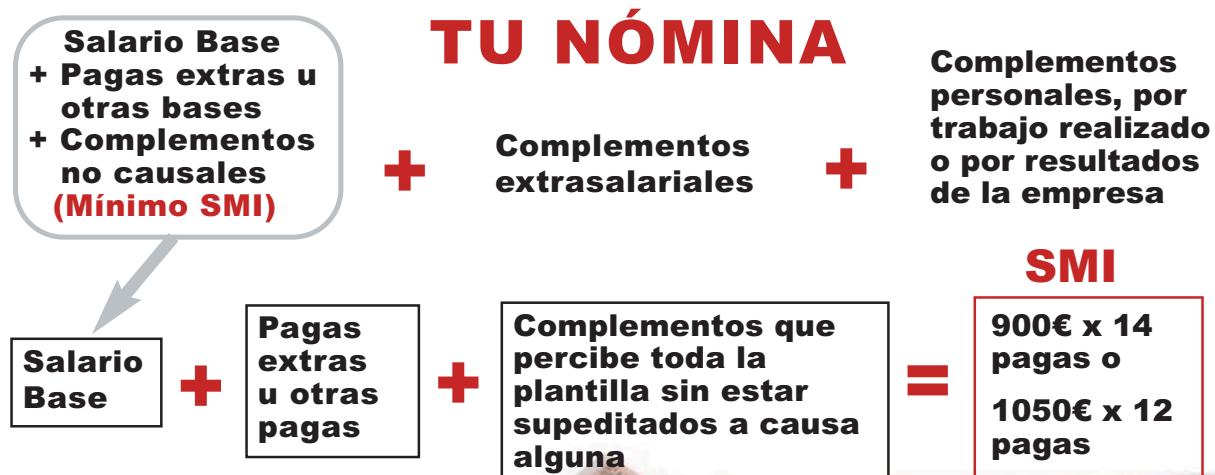 TU NÓMINA
Salario Base
+ Pagas extras u
otras bases
+ Complementos
no causales
(Mínimo SMI)
+
Complementos
extrasalariales
+
Complementos
personales, por
trabajo realizado
o por resultados
de la empresa
Salario
Base
+
Pagas
extras
u otras
pagas
+
Complementos que
percibe toda la
plantilla sin estar
supeditados a causa
alguna
=
SMI
900€ x 14
pagas o
1050€ x 12
pagas